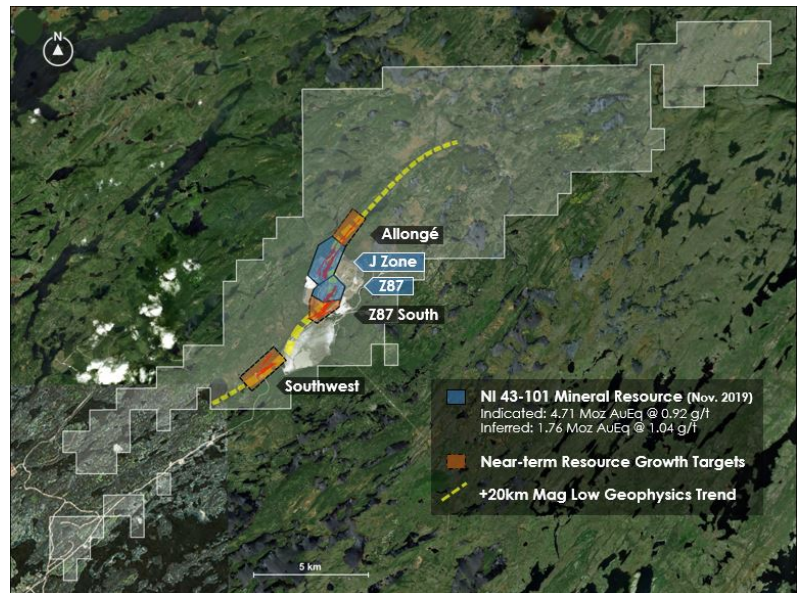 N
Allongé
J Zone
Z87
Z87 South
Southwest
NI 43-101 Mineral Resource (Nov. 2019)
Indicated: 4.71 Moz AuEq @ 0.92 g/t
Inferred: 1.76 Moz AuEq @ 1.04 g/t
Near-term Resource Growth Targets
+20km Mag Low Geophysics Trend
5 km